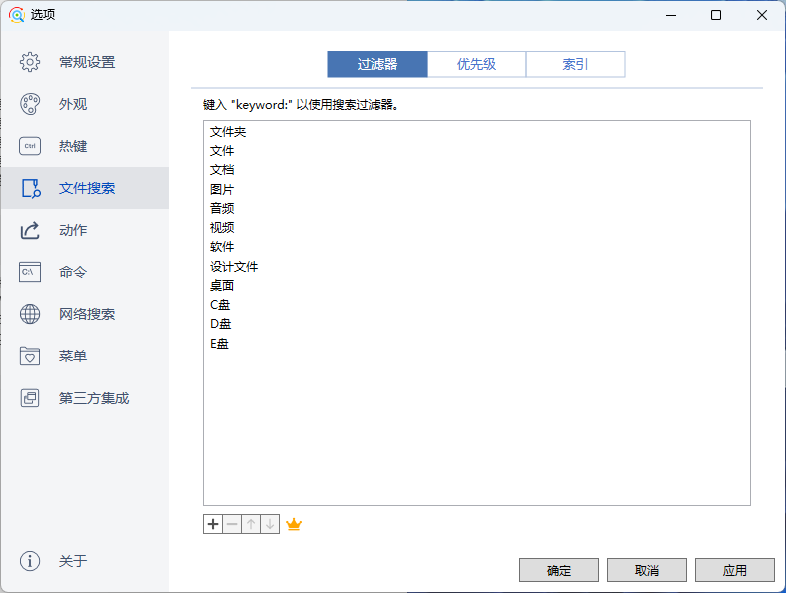 选项
常规设置
外观
Ctrl
热键
文件搜索
动作
C:\
命令
网络搜索
菜单
第三方集成
关于
过滤器
优先级
索引
键入 "keyword:" 以使用搜索过滤器。
文件夹
文件
文档
图片
音频
视频
软件
设计文件
桌面
C盘
D盘
E盘
确定
取消
应用